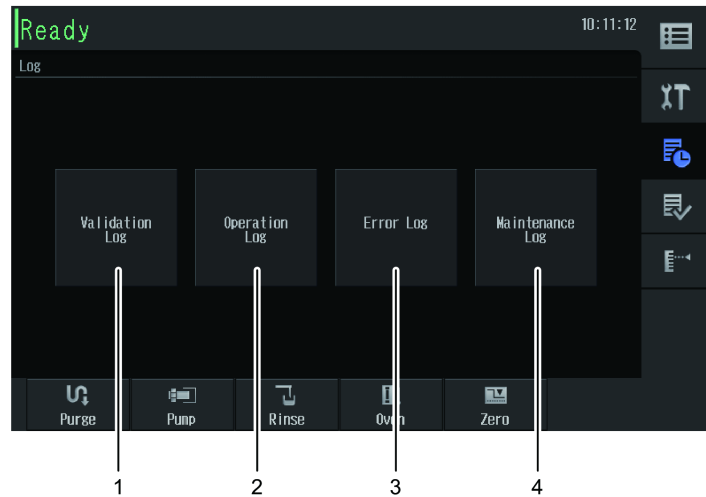 Ready
10:11:12
Log
Validation
Log
Operation
Log
Error Log
Maintenance
Log
Purge
Pump
Rinse
Oven
Zero
1
2
3
4